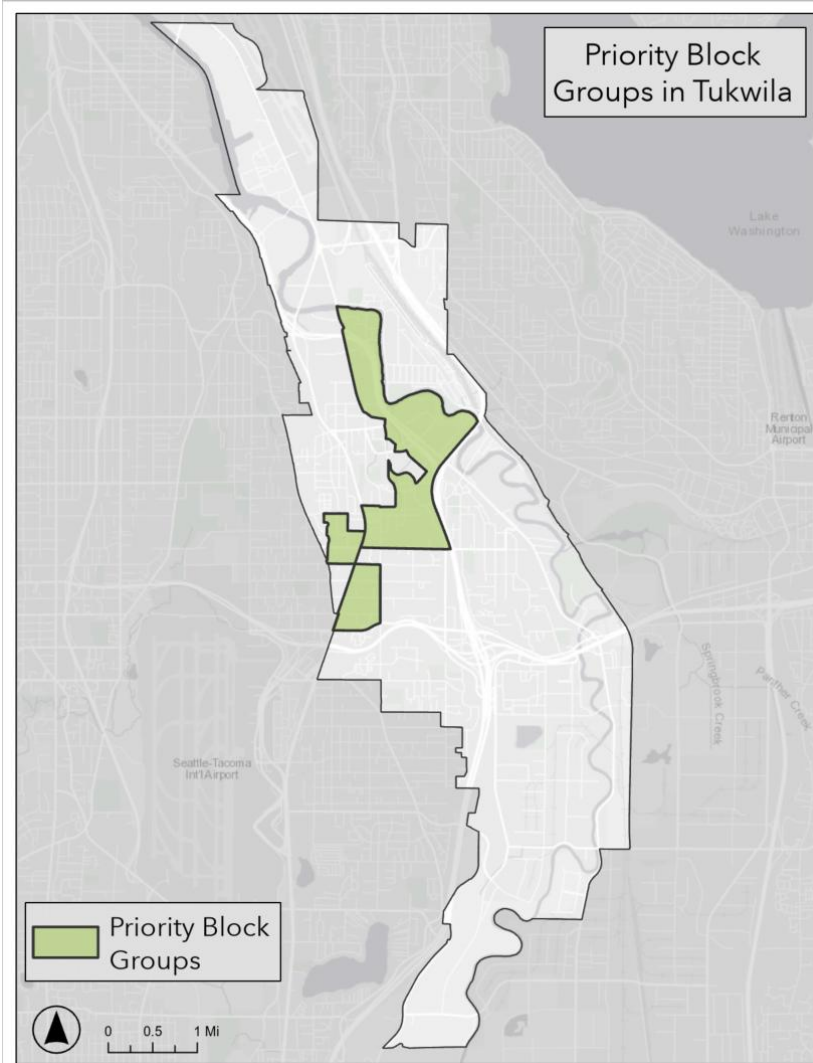 Priority Block
Groups in Tukwila
Lake
Washington
Renton
Municipal
Airport
Springbrook Creek
Panther Creek
Seattle-Tacoma
Int'l Airport
Priority Block
Groups
0 0.5 1 Mi